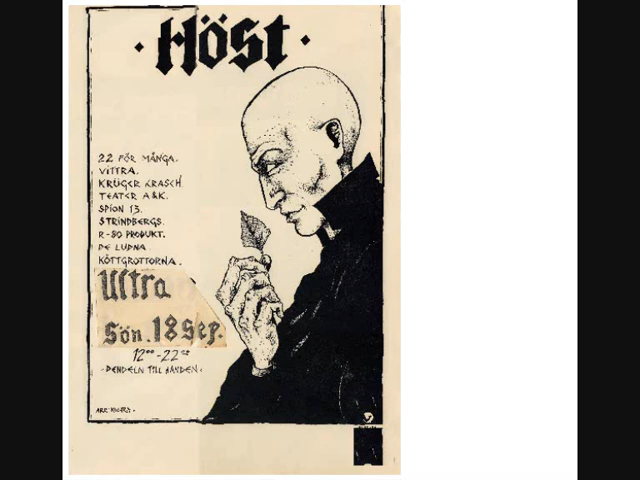 · Höst ·
22 FÖR MÅNGA.
VITTRA.
KRÜGER KRASCH.
TEATER A&K.
SPION 13.
STRINDBERGS.
R-80 PRODUKT.
DE LUDNA
KÖTTGROTTORNA.
Ultra
Sön. 18 Sep.
12⁰⁰-22⁰⁰
PENDELN TILL HANDEN.